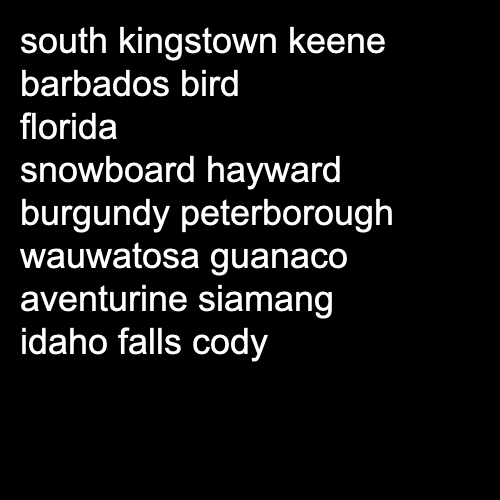 south kingstown keene
barbados bird
florida
snowboard hayward
burgundy peterborough
wauwatosa guanaco
aventurine siamang
idaho falls cody